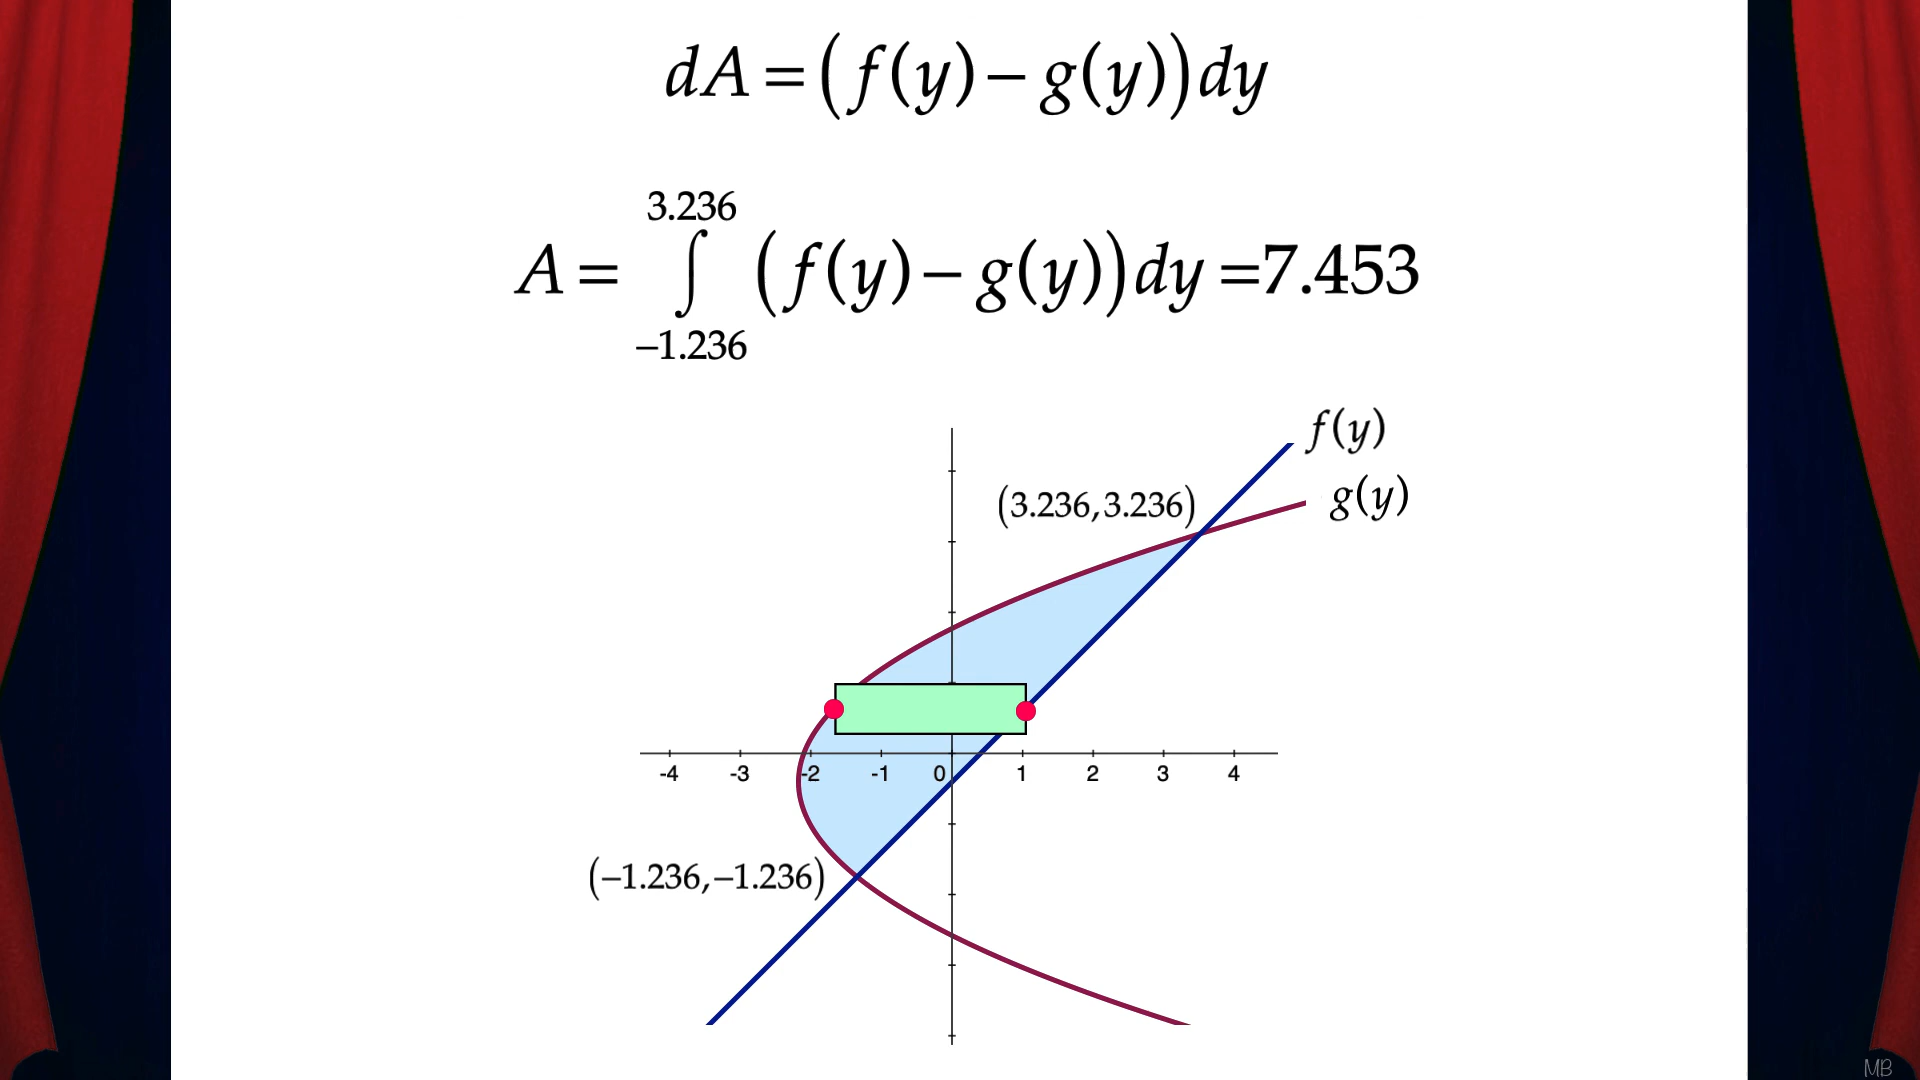 dA = (f(y) – g(y))dy
3.236
A = ∫ (f(y) – g(y))dy =7.453
–1.236
f(y)
(3.236,3.236)
g(y)
-4 -3 -2 -1 0 1 2 3 4
(–1.236,–1.236)
MB